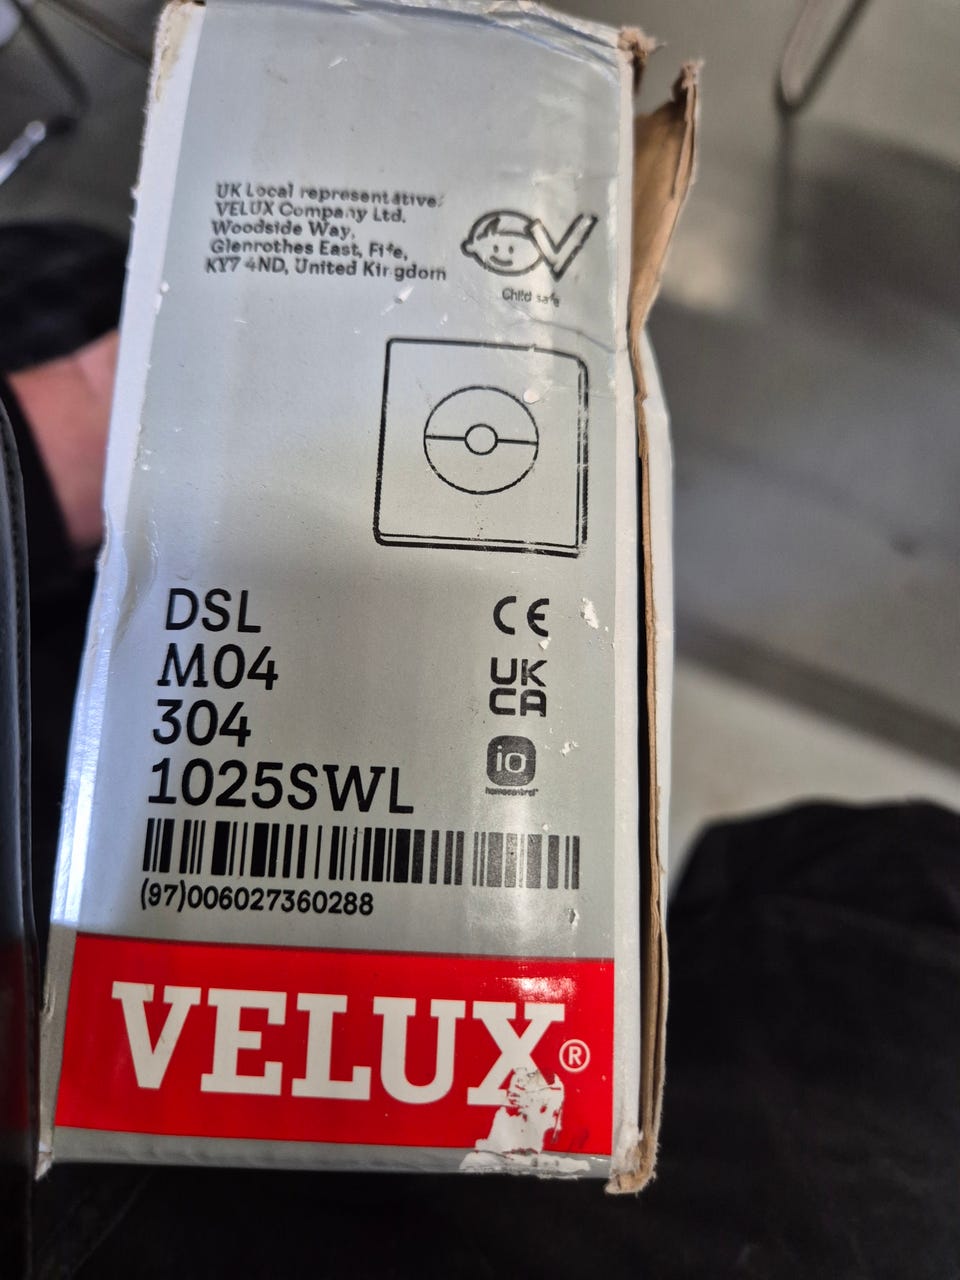 UK Local representative:
VELUX Company Ltd.
Woodside Way,
Glenrothes East, Fife,
KY7 4ND, United Kingdom
Child safe
DSL
M04
304
1025SWL
CE
UK
CA
io
homecontrol®
(97)006027360288
VELUX®